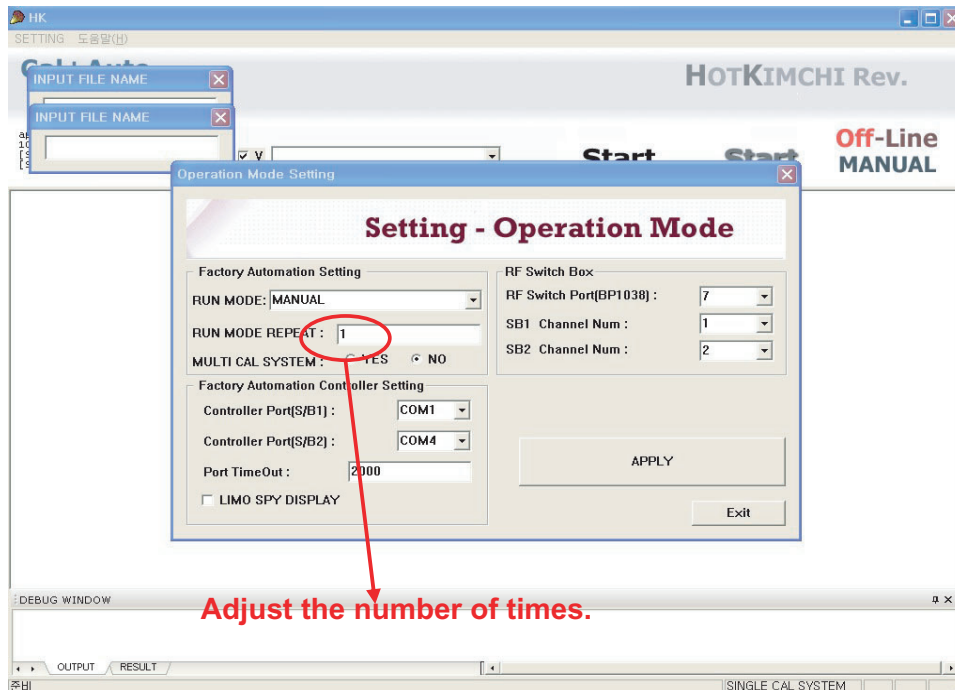 HK
SETTING 도움말(H)
HOTKIMCHI Rev.
INPUT FILE NAME
INPUT FILE NAME
V
Start
Start
Off-Line
MANUAL
Operation Mode Setting
Setting - Operation Mode
Factory Automation Setting
RUN MODE: MANUAL
RUN MODE REPEAT : 1
MULTI CAL SYSTEM : YES NO
Factory Automation Controller Setting
Controller Port(S/B1) : COM1
Controller Port(S/B2) : COM4
Port TimeOut : 2000
LIMO SPY DISPLAY
RF Switch Box
RF Switch Port(BP1038) : 7
SB1 Channel Num : 1
SB2 Channel Num : 2
APPLY
Exit
DEBUG WINDOW
Adjust the number of times.
OUTPUT RESULT
준비
SINGLE CAL SYSTEM